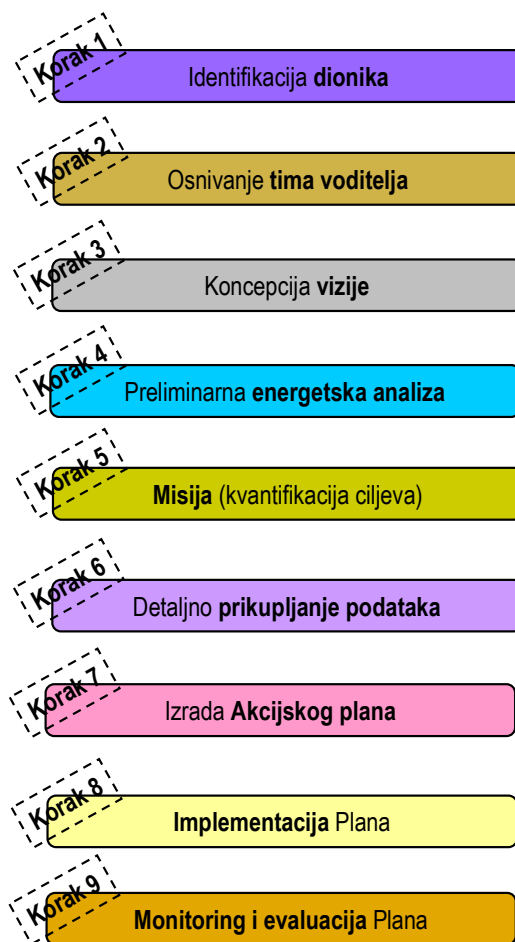 Korak 1
Identifikacija dionika
Korak 2
Osnivanje tima voditelja
Korak 3
Koncepcija vizije
Korak 4
Preliminarna energetska analiza
Korak 5
Misija (kvantifikacija ciljeva)
Korak 6
Detaljno prikupljanje podataka
Korak 7
Izrada Akcijskog plana
Korak 8
Implementacija Plana
Korak 9
Monitoring i evaluacija Plana